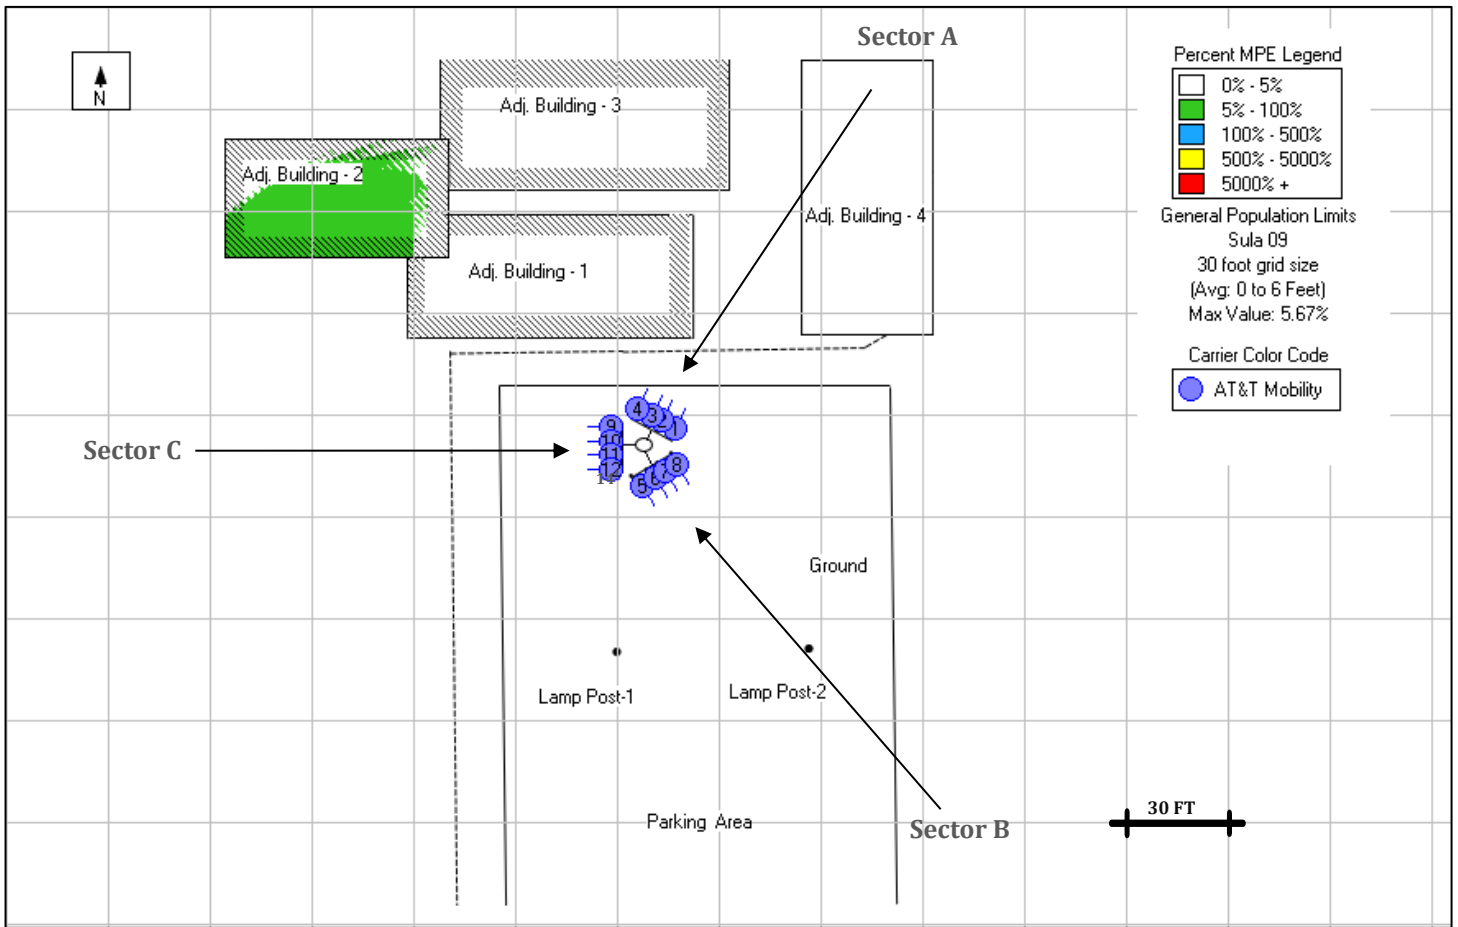 Sector A
N
Adj. Building - 3
Adj. Building - 2
Adj. Building - 4
Adj. Building - 1
Percent MPE Legend
0% - 5%
5% - 100%
100% - 500%
500% - 5000%
5000% +
General Population Limits
Sula 09
30 foot grid size
(Avg: 0 to 6 Feet)
Max Value: 5.67%
Carrier Color Code
AT&T Mobility
4
3
2
1
9
10
11
12
8
7
6
5
Sector C
Ground
Lamp Post-1
Lamp Post-2
Parking Area
Sector B
30 FT